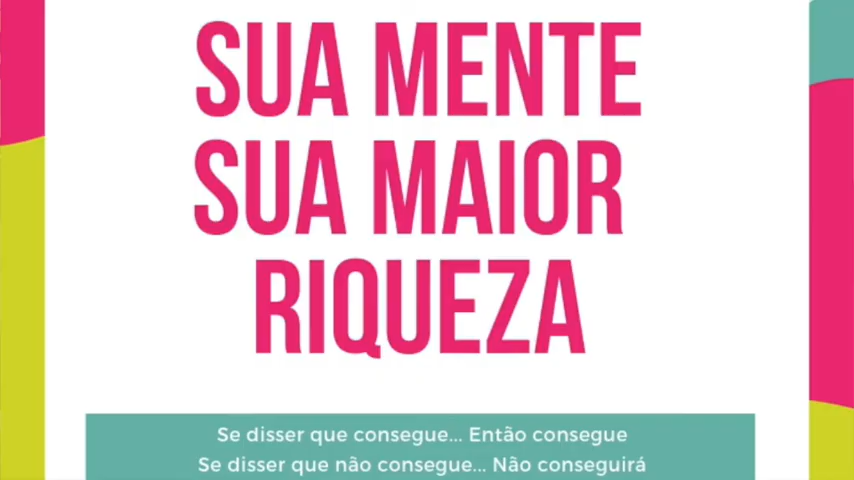 SUA MENTE
SUA MAIOR
RIQUEZA
Se disser que consegue... Então consegue
Se disser que não consegue... Não conseguirá